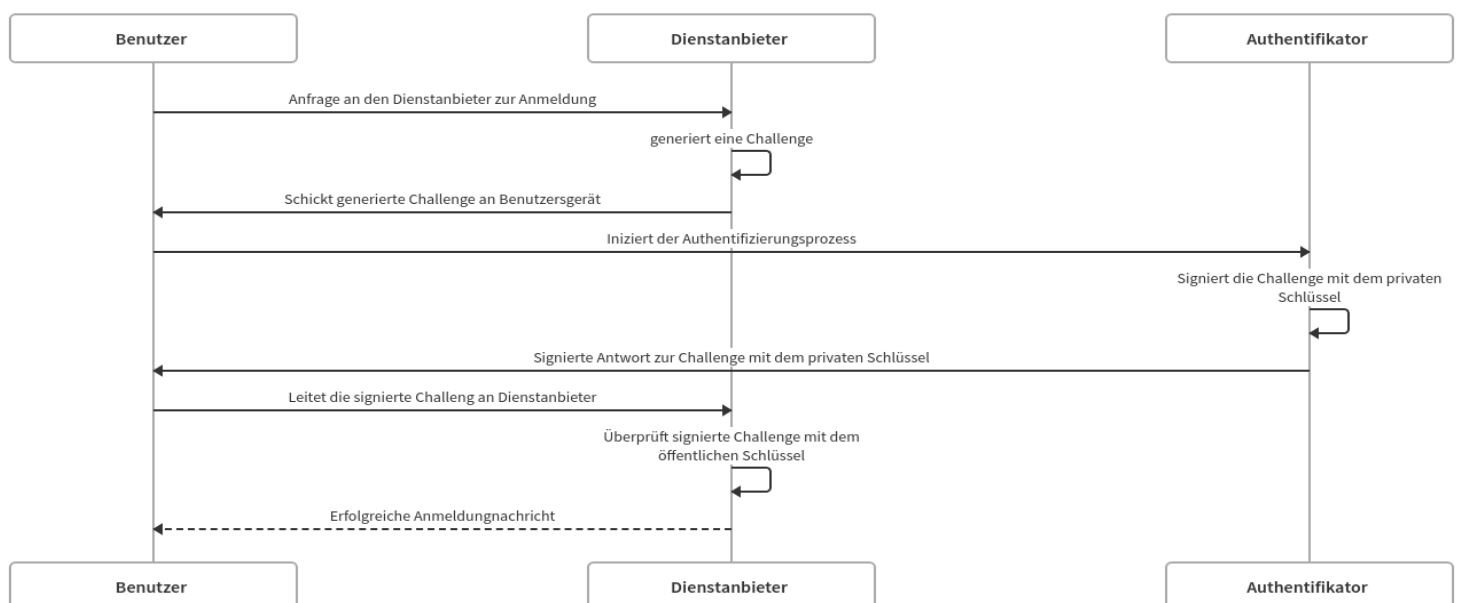 Benutzer
Dienstanbieter
Authentifikator
Anfrage an den Dienstanbieter zur Anmeldung
generiert eine Challenge
Schickt generierte Challenge an Benutzersgerät
Iniziert der Authentifizierungsprozess
Signiert die Challenge mit dem privaten
Schlüssel
Signierte Antwort zur Challenge mit dem privaten Schlüssel
Leitet die signierte Challeng an Dienstanbieter
Überprüft signierte Challenge mit dem
öffentlichen Schlüssel
Erfolgreiche Anmeldungnachricht
Benutzer
Dienstanbieter
Authentifikator